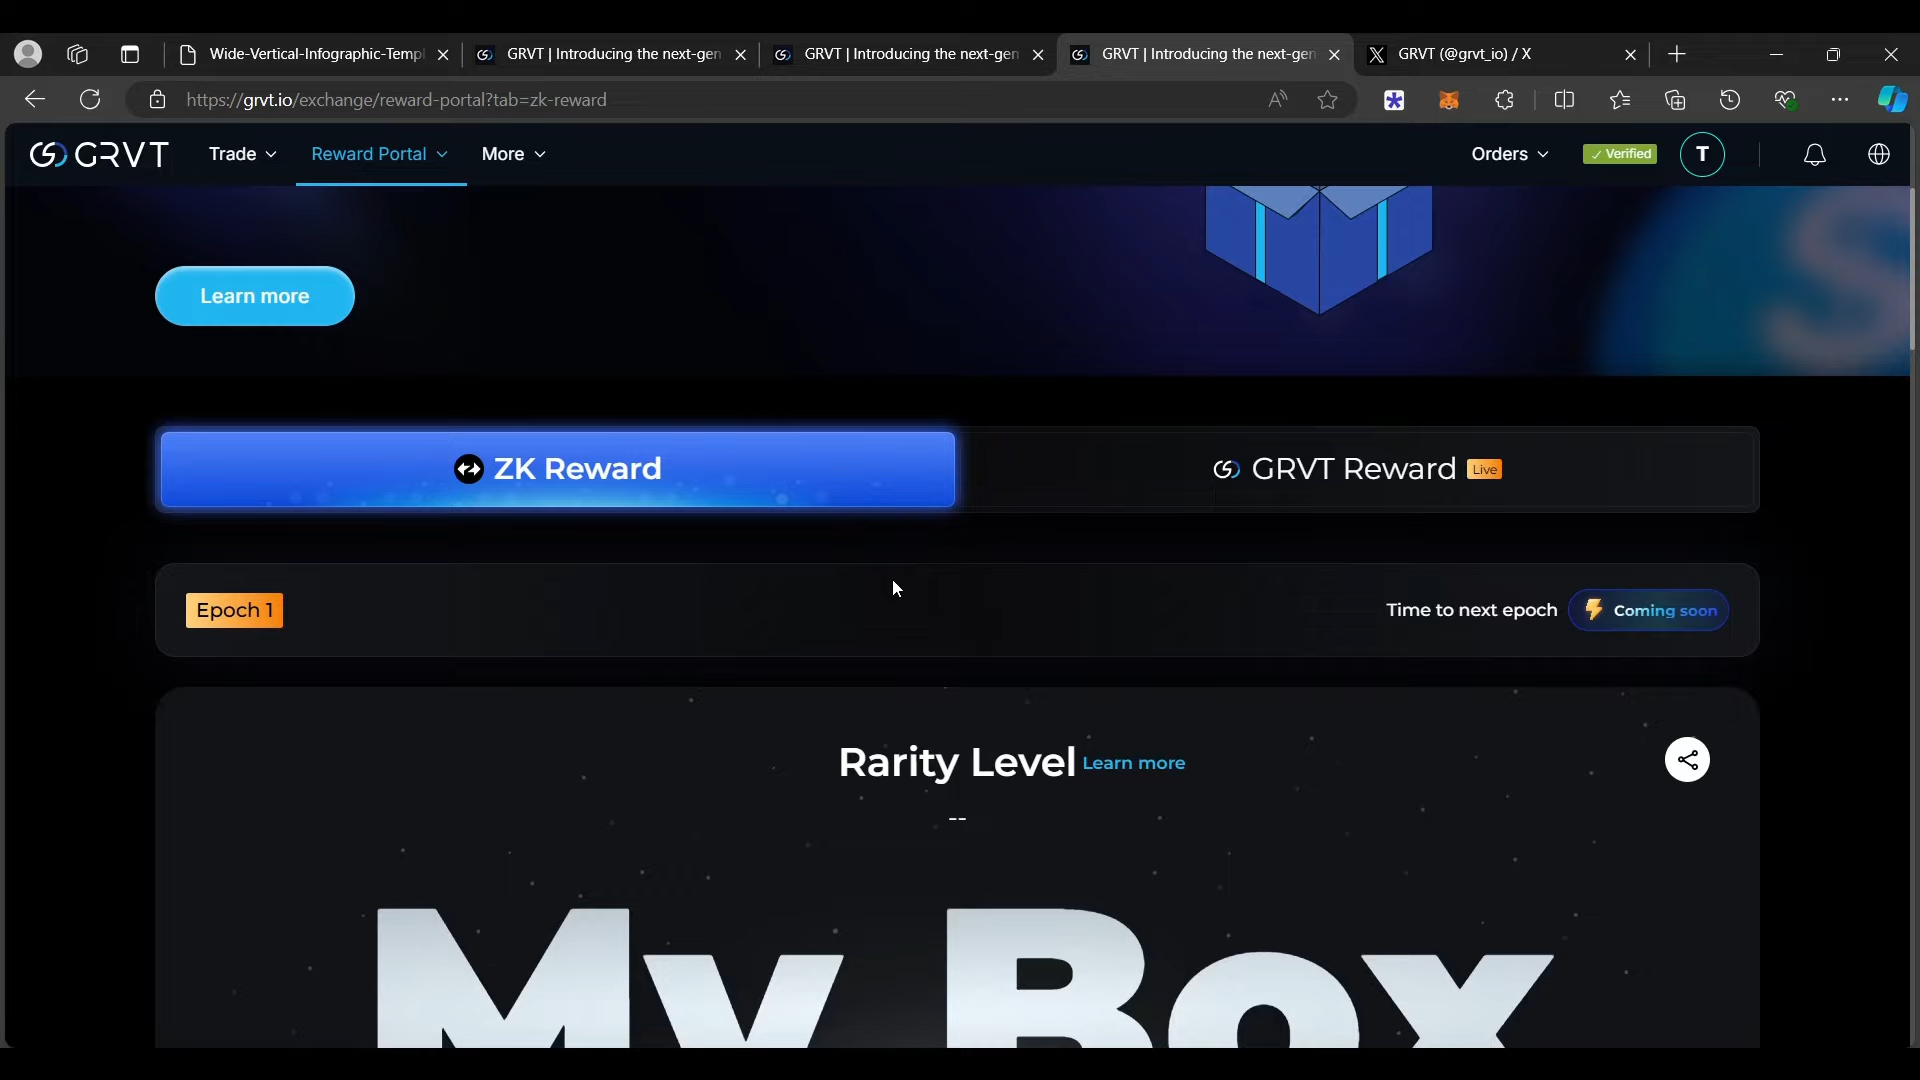 Wide-Vertical-Infographic-Templ
GRVT | Introducing the next-gen
GRVT | Introducing the next-gen
GRVT | Introducing the next-gen
GRVT (@grvt_io) / X
https://grvt.io/exchange/reward-portal?tab=zk-reward
GRVT
Trade
Reward Portal
More
Orders
✓ Verified
T
Learn more
ZK Reward
GRVT Reward
Live
Epoch 1
Time to next epoch
Coming soon
Rarity Level
Learn more
--
My Box